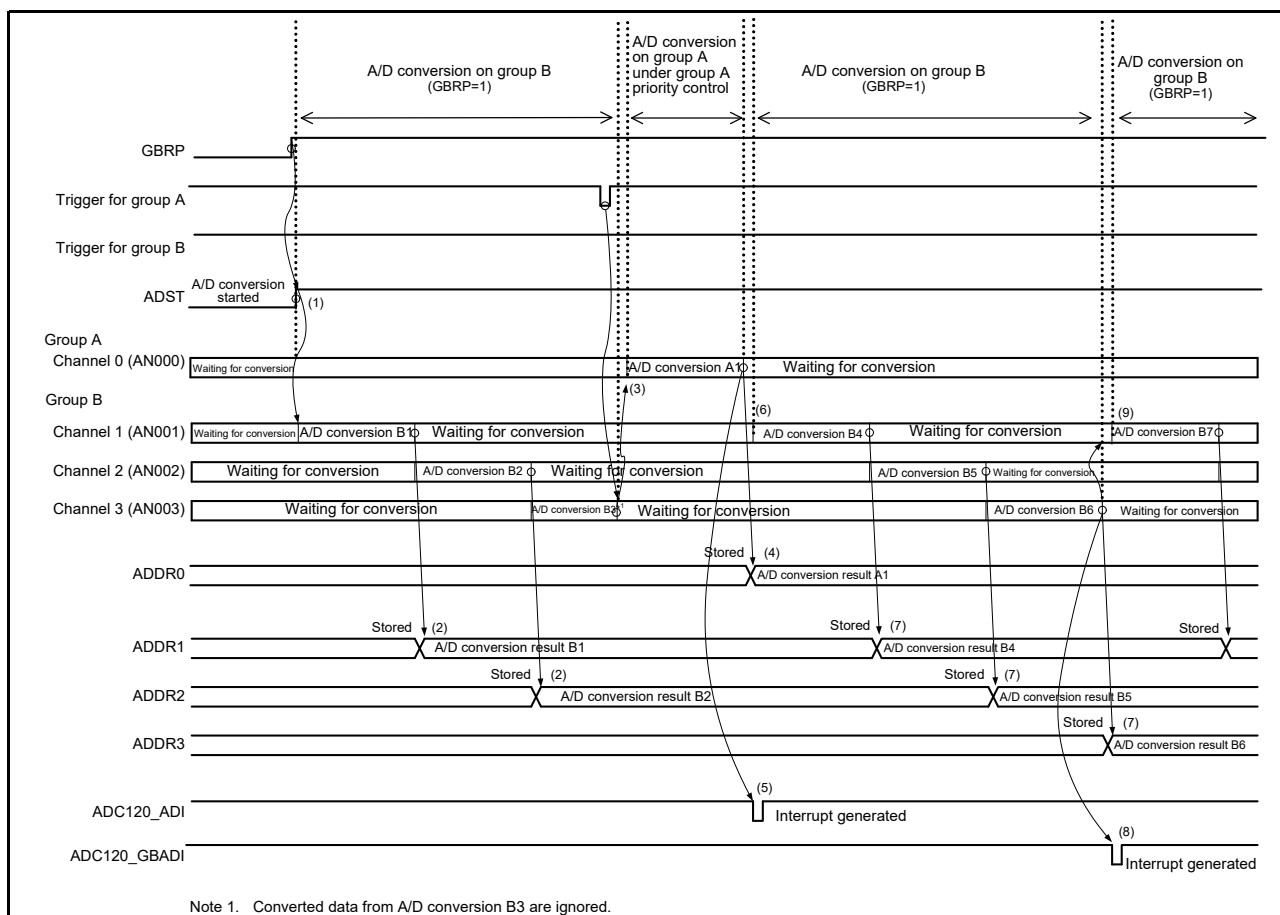 A/D conversion on group B
(GBRP=1)
A/D conversion
on group A
under group A
priority control
A/D conversion on group B
(GBRP=1)
A/D conversion on
group B
(GBRP=1)
GBRP
Trigger for group A
Trigger for group B
A/D conversion
started
ADST
(1)
Group A
Channel 0 (AN000)
Waiting for conversion
A/D conversion A1
Waiting for conversion
(3)
Group B
(6)
(9)
Channel 1 (AN001)
Waiting for conversion
A/D conversion B1
Waiting for conversion
A/D conversion B4
Waiting for conversion
A/D conversion B7
Channel 2 (AN002)
Waiting for conversion
A/D conversion B2
Waiting for conversion
A/D conversion B5
Waiting for conversion
Channel 3 (AN003)
Waiting for conversion
A/D conversion B3*1
Waiting for conversion
A/D conversion B6
Waiting for conversion
Stored (4)
ADDR0
A/D conversion result A1
Stored (2)
Stored (7)
Stored
ADDR1
A/D conversion result B1
A/D conversion result B4
Stored (2)
Stored (7)
ADDR2
A/D conversion result B2
A/D conversion result B5
Stored (7)
ADDR3
A/D conversion result B6
(5)
ADC120_ADI
Interrupt generated
(8)
ADC120_GBADI
Interrupt generated
Note 1. Converted data from A/D conversion B3 are ignored.